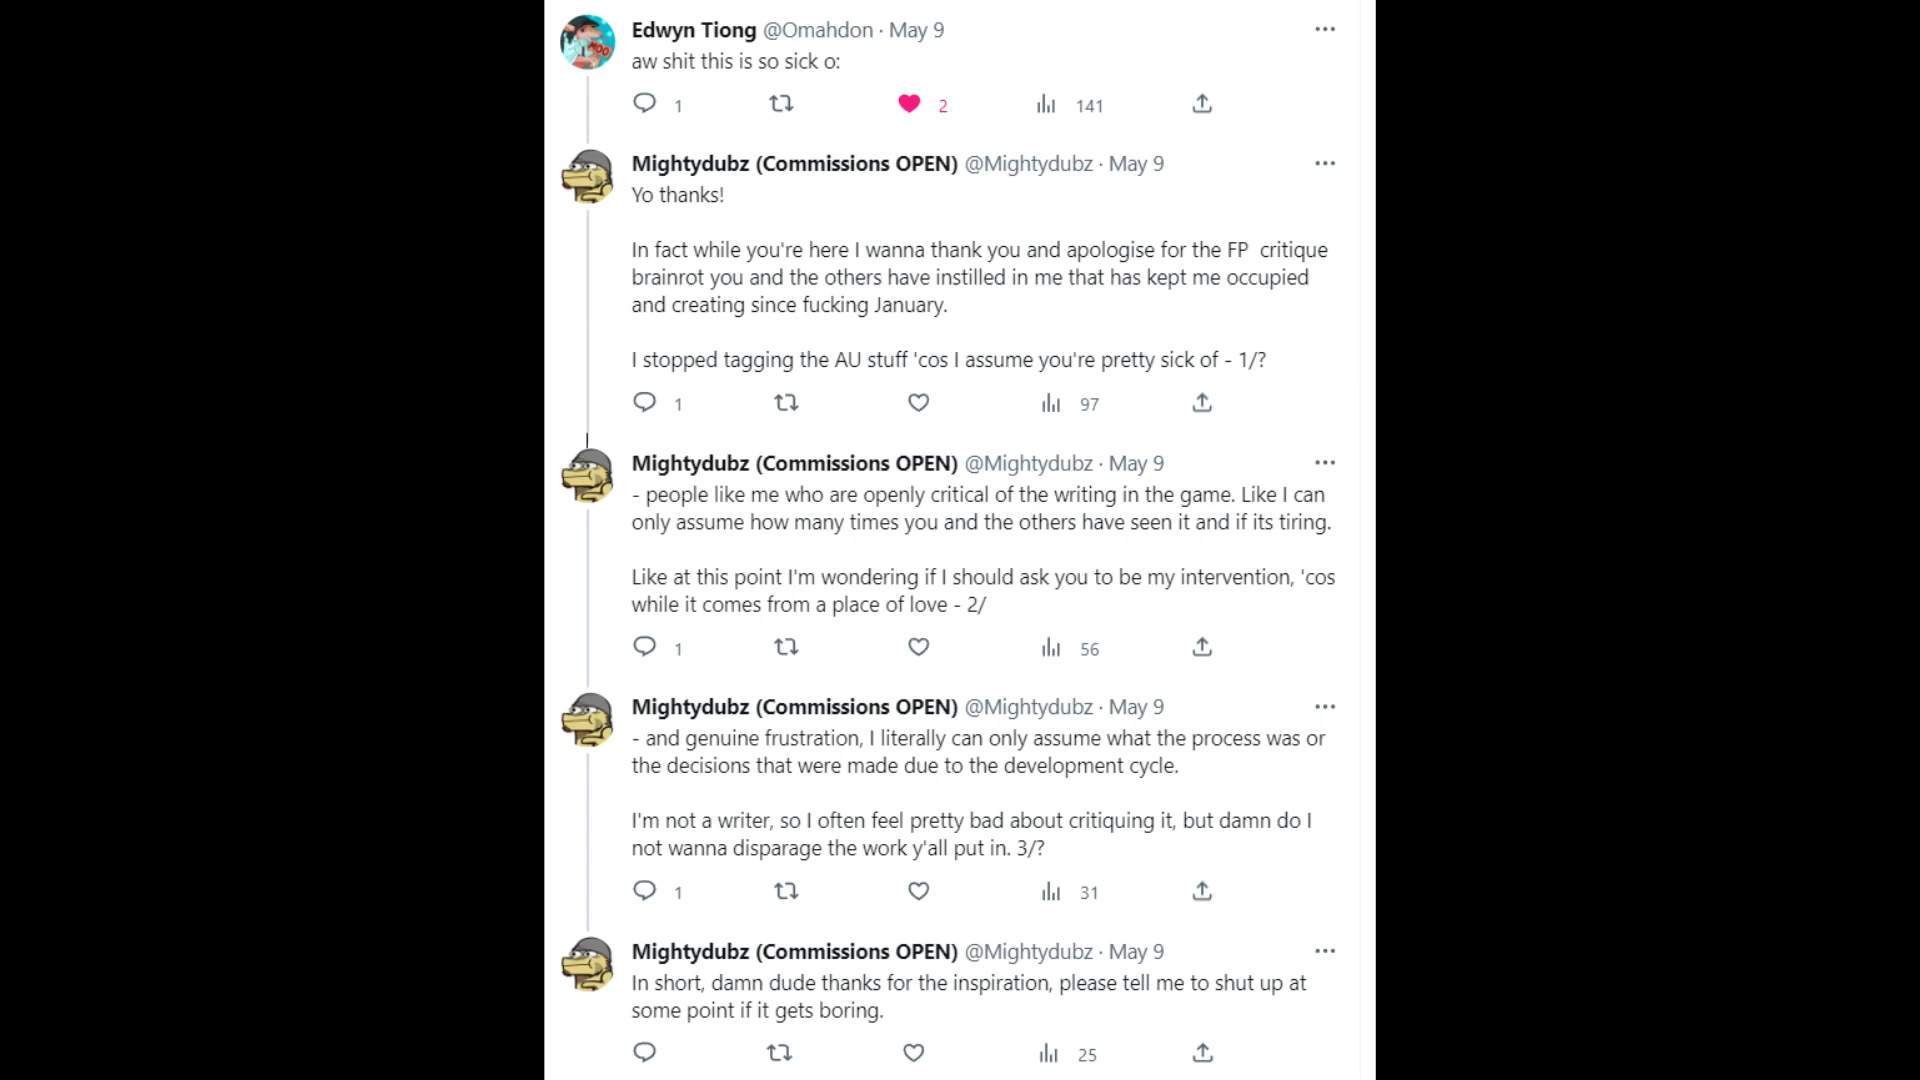 Edwyn Tiong @Omahdon · May 9
aw shit this is so sick o:
1 2 141
Mightydubz (Commissions OPEN) @Mightydubz · May 9
Yo thanks!
In fact while you're here I wanna thank you and apologise for the FP critique
brainrot you and the others have instilled in me that has kept me occupied
and creating since fucking January.
I stopped tagging the AU stuff 'cos I assume you're pretty sick of - 1/?
1 97
Mightydubz (Commissions OPEN) @Mightydubz · May 9
- people like me who are openly critical of the writing in the game. Like I can
only assume how many times you and the others have seen it and if its tiring.
Like at this point I'm wondering if I should ask you to be my intervention, 'cos
while it comes from a place of love - 2/
1 56
Mightydubz (Commissions OPEN) @Mightydubz · May 9
- and genuine frustration, I literally can only assume what the process was or
the decisions that were made due to the development cycle.
I'm not a writer, so I often feel pretty bad about critiquing it, but damn do I
not wanna disparage the work y'all put in. 3/?
1 31
Mightydubz (Commissions OPEN) @Mightydubz · May 9
In short, damn dude thanks for the inspiration, please tell me to shut up at
some point if it gets boring.
25